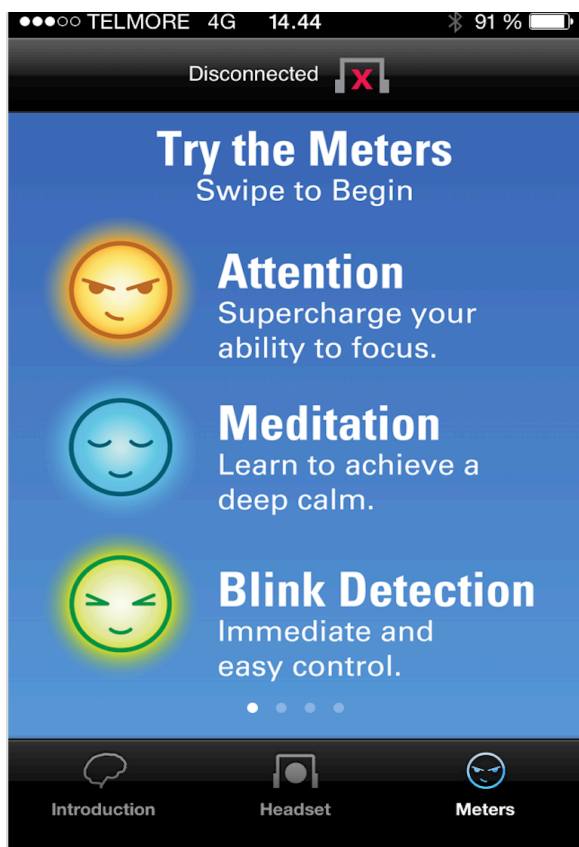 TELMORE 4G 14.44 91 %
Disconnected
Try the Meters
Swipe to Begin
Attention
Supercharge your
ability to focus.
Meditation
Learn to achieve a
deep calm.
Blink Detection
Immediate and
easy control.
Introduction Headset Meters